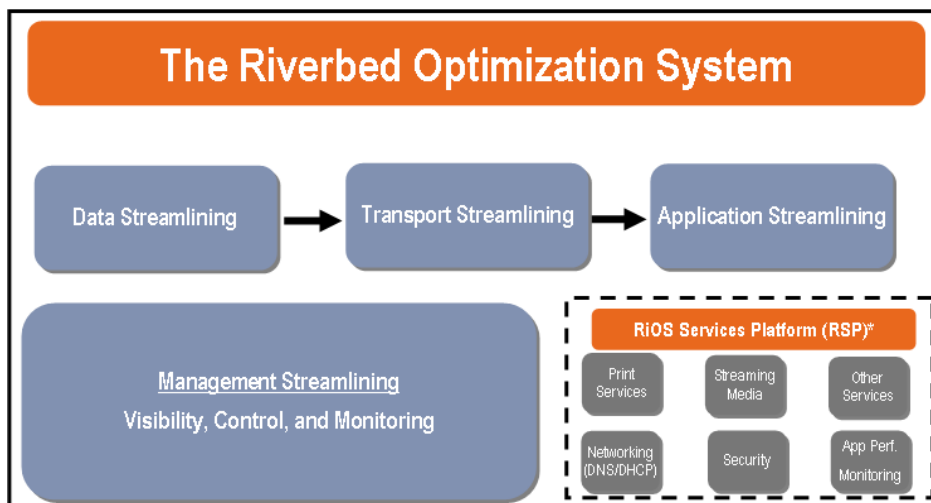 The Riverbed Optimization System
Data Streamlining
Transport Streamlining
Application Streamlining
Management Streamlining
Visibility, Control, and Monitoring
RiOS Services Platform (RSP)*
Print
Services
Streaming
Media
Other
Services
Networking
(DNS/DHCP)
Security
App Perf.
Monitoring